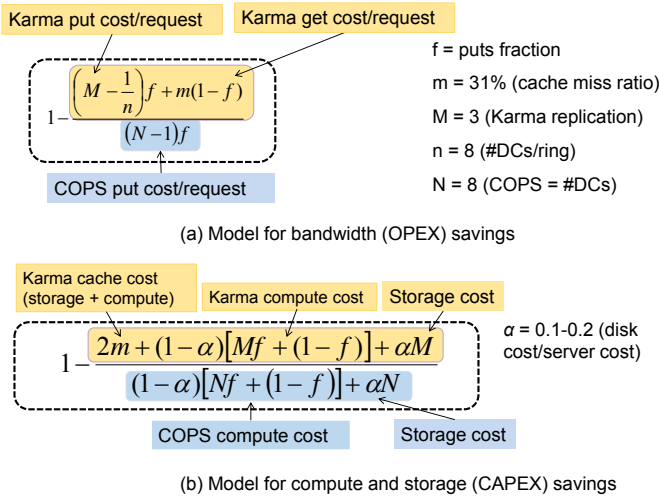 Karma put cost/request
Karma get cost/request
1 − ((M − 1/n) f + m(1 − f)) / ((N − 1) f)
COPS put cost/request
f = puts fraction
m = 31% (cache miss ratio)
M = 3 (Karma replication)
n = 8 (#DCs/ring)
N = 8 (COPS = #DCs)
(a) Model for bandwidth (OPEX) savings
Karma cache cost
(storage + compute)
Karma compute cost
Storage cost
1 − (2m + (1 − α)[Mf + (1 − f)] + αM) / ((1 − α)[Nf + (1 − f)] + αN)
α = 0.1-0.2 (disk
cost/server cost)
COPS compute cost
Storage cost
(b) Model for compute and storage (CAPEX) savings